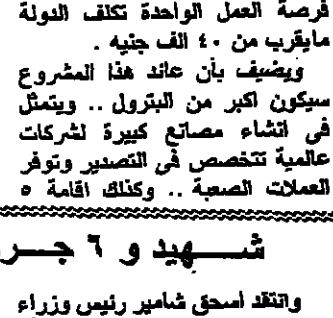 فرصة العمل الواحدة تكلف الدولة
مايقرب من ٤٠ الف جنيه .
ويضيف بأن عائد هذا المشروع
سيكون اكبر من البترول .. ويتمثل
فى انشاء مصانع كبيرة لشركات
عالمية تتخصص فى التصدير وتوفر
العملات الصعبة .. وكذلك اقامة ٥
شهيد و ٦
وانتقد اسحق شامير رئيس وزراء